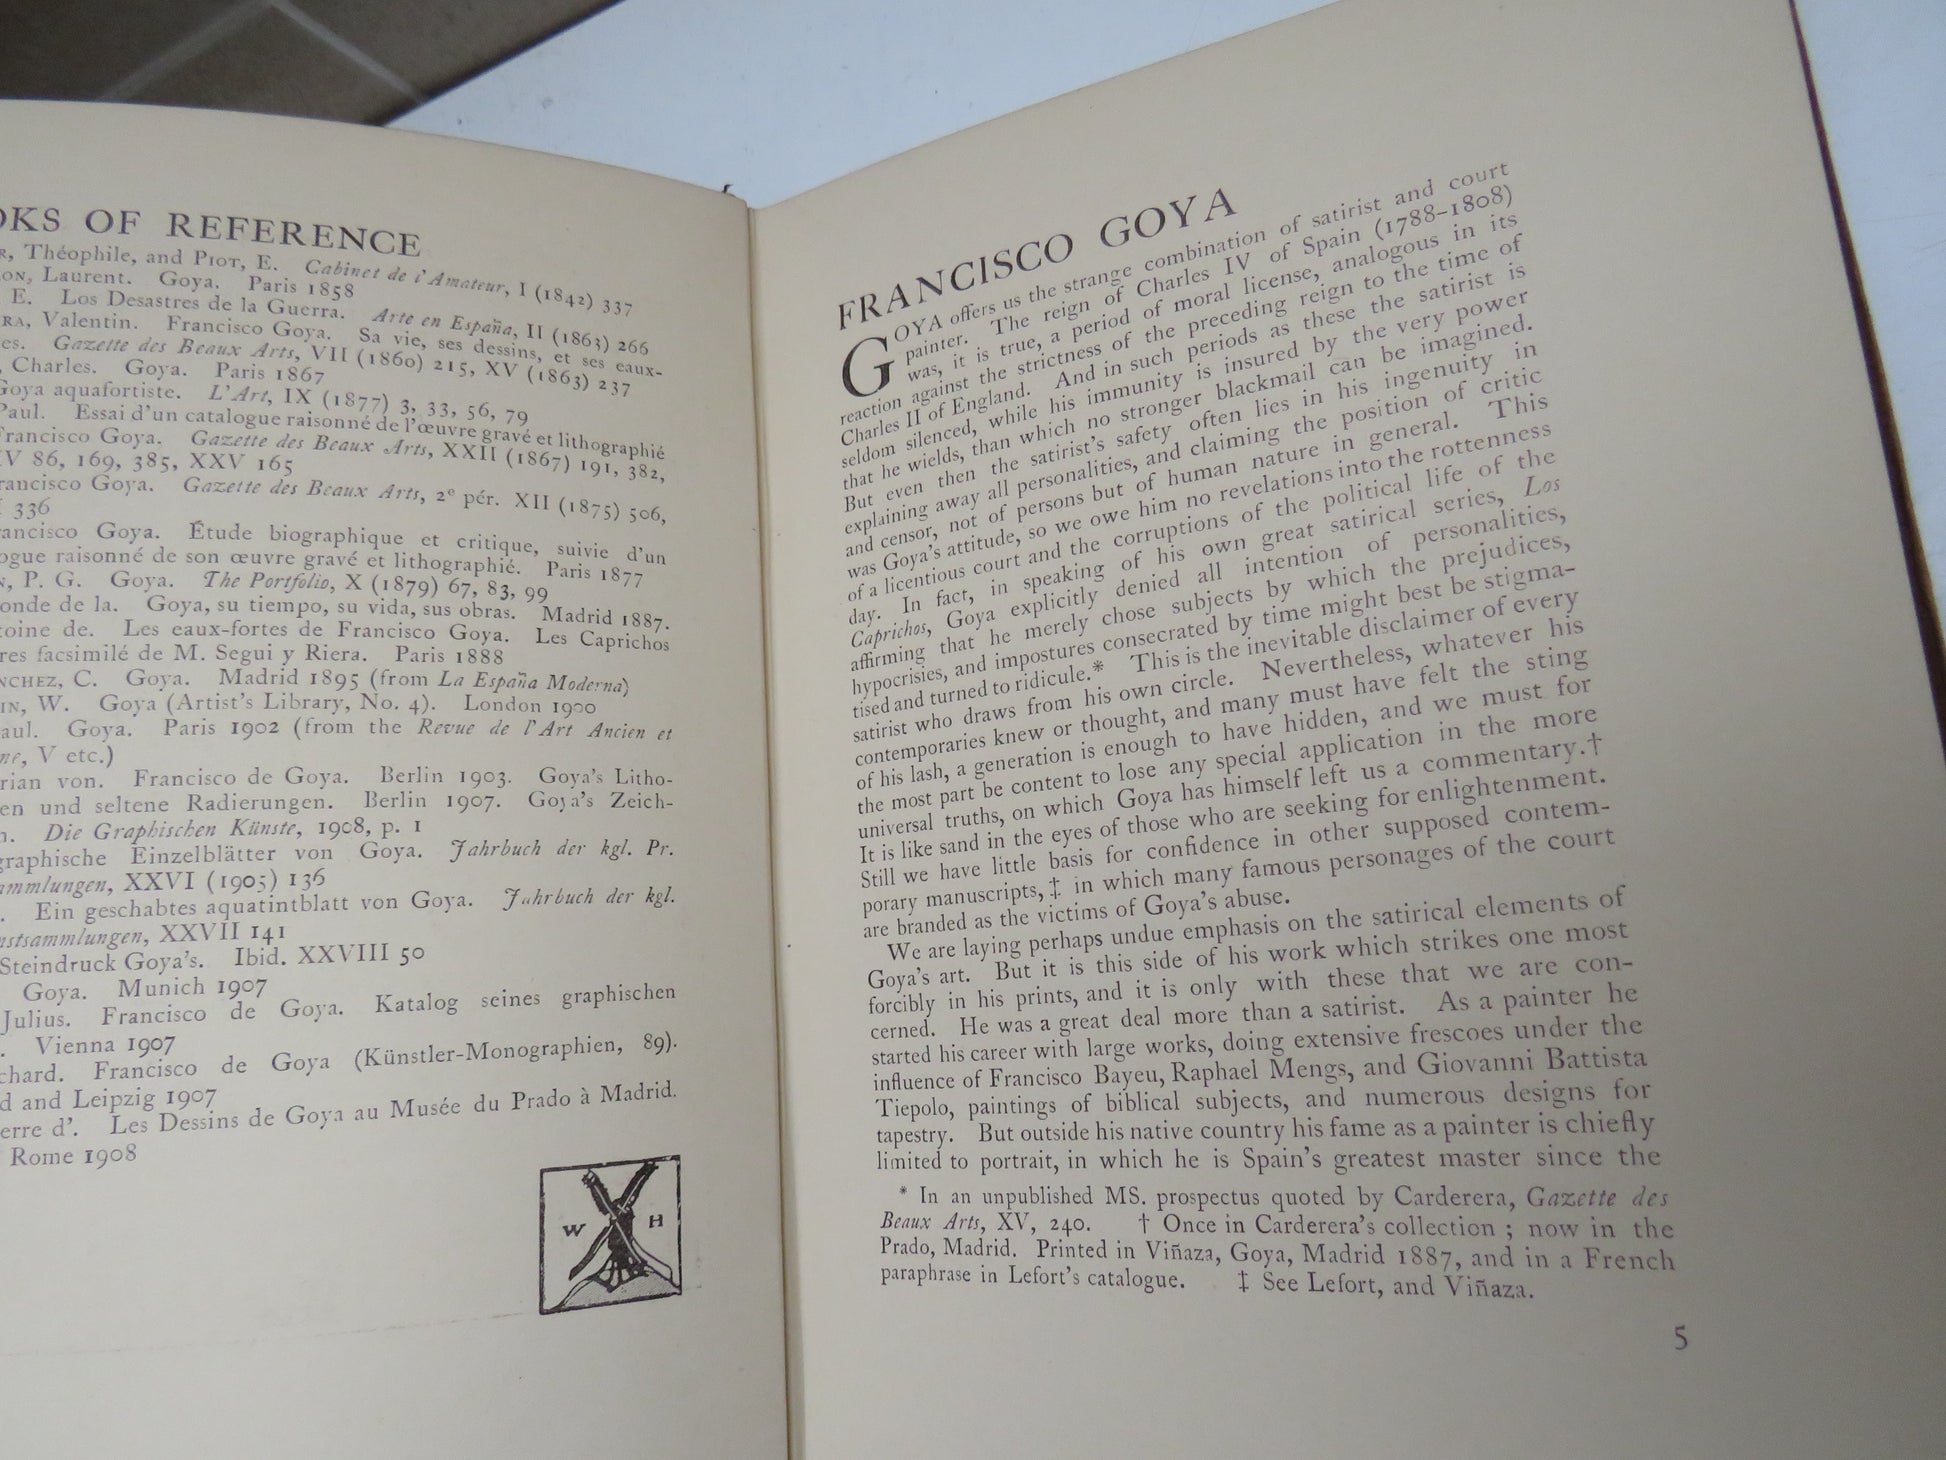 OKS OF REFERENCE
R, Théophile, and PIOT, E. Cabinet de l'Amateur, I (1842) 337
ON, Laurent. Goya. Paris 1858
E. Los Desastres de la Guerra. Arte en España, II (1863) 266
RA, Valentin. Francisco Goya. Sa vie, ses dessins, et ses eaux-
es. Gazette des Beaux Arts, VII (1860) 215, XV (1863) 237
, Charles. Goya. Paris 1867
Goya aquafortiste. L'Art, IX (1877) 3, 33, 56, 79
Paul. Essai d'un catalogue raisonné de l'œuvre gravé et lithographié
Francisco Goya. Gazette des Beaux Arts, XXII (1867) 191, 382,
V 86, 169, 385, XXV 165
rancisco Goya. Gazette des Beaux Arts, 2e pér. XII (1875) 506,
336
ancisco Goya. Étude biographique et critique, suivie d'un
ogue raisonné de son œuvre gravé et lithographié. Paris 1877
N, P. G. Goya. The Portfolio, X (1879) 67, 83, 99
onde de la. Goya, su tiempo, su vida, sus obras. Madrid 1887.
toine de. Les eaux-fortes de Francisco Goya. Les Caprichos
res facsimilé de M. Segui y Riera. Paris 1888
NCHEZ, C. Goya. Madrid 1895 (from La España Moderna)
IN, W. Goya (Artist's Library, No. 4). London 1900
aul. Goya. Paris 1902 (from the Revue de l'Art Ancien et
ne, V etc.)
rian von. Francisco de Goya. Berlin 1903. Goya's Litho-
en und seltene Radierungen. Berlin 1907. Goya's Zeich-
n. Die Graphischen Künste, 1908, p. 1
graphische Einzelblätter von Goya. Jahrbuch der kgl. Pr.
ammlungen, XXVI (1905) 136
. Ein geschabtes aquatintblatt von Goya. Jahrbuch der kgl.
nstsammlungen, XXVII 141
Steindruck Goya's. Ibid. XXVIII 50
Goya. Munich 1907
Julius. Francisco de Goya. Katalog seines graphischen
. Vienna 1907
chard. Francisco de Goya (Künstler-Monographien, 89).
d and Leipzig 1907
erre d'. Les Dessins de Goya au Musée du Prado à Madrid.
Rome 1908
W H
FRANCISCO GOYA
GOYA offers us the strange combination of satirist and court
painter. The reign of Charles IV of Spain (1788-1808)
was, it is true, a period of moral license, analogous in its
reaction against the strictness of the preceding reign to the time of
Charles II of England. And in such periods as these the satirist is
seldom silenced, while his immunity is insured by the very power
that he wields, than which no stronger blackmail can be imagined.
But even then the satirist's safety often lies in his ingenuity in
explaining away all personalities, and claiming the position of critic
and censor, not of persons but of human nature in general. This
was Goya's attitude, so we owe him no revelations into the rottenness
of a licentious court and the corruptions of the political life of the
day. In fact, in speaking of his own great satirical series, Los
Caprichos, Goya explicitly denied all intention of personalities,
affirming that he merely chose subjects by which the prejudices,
hypocrisies, and impostures consecrated by time might best be stigma-
tised and turned to ridicule.* This is the inevitable disclaimer of every
satirist who draws from his own circle. Nevertheless, whatever his
contemporaries knew or thought, and many must have felt the sting
of his lash, a generation is enough to have hidden, and we must for
the most part be content to lose any special application in the more
universal truths, on which Goya has himself left us a commentary.†
It is like sand in the eyes of those who are seeking for enlightenment.
Still we have little basis for confidence in other supposed contem-
porary manuscripts,‡ in which many famous personages of the court
are branded as the victims of Goya's abuse.
We are laying perhaps undue emphasis on the satirical elements of
Goya's art. But it is this side of his work which strikes one most
forcibly in his prints, and it is only with these that we are con-
cerned. He was a great deal more than a satirist. As a painter he
started his career with large works, doing extensive frescoes under the
influence of Francisco Bayeu, Raphael Mengs, and Giovanni Battista
Tiepolo, paintings of biblical subjects, and numerous designs for
tapestry. But outside his native country his fame as a painter is chiefly
limited to portrait, in which he is Spain's greatest master since the
* In an unpublished MS. prospectus quoted by Carderera, Gazette des
Beaux Arts, XV, 240. † Once in Carderera's collection ; now in the
Prado, Madrid. Printed in Viñaza, Goya, Madrid 1887, and in a French
paraphrase in Lefort's catalogue. ‡ See Lefort, and Viñaza.
5